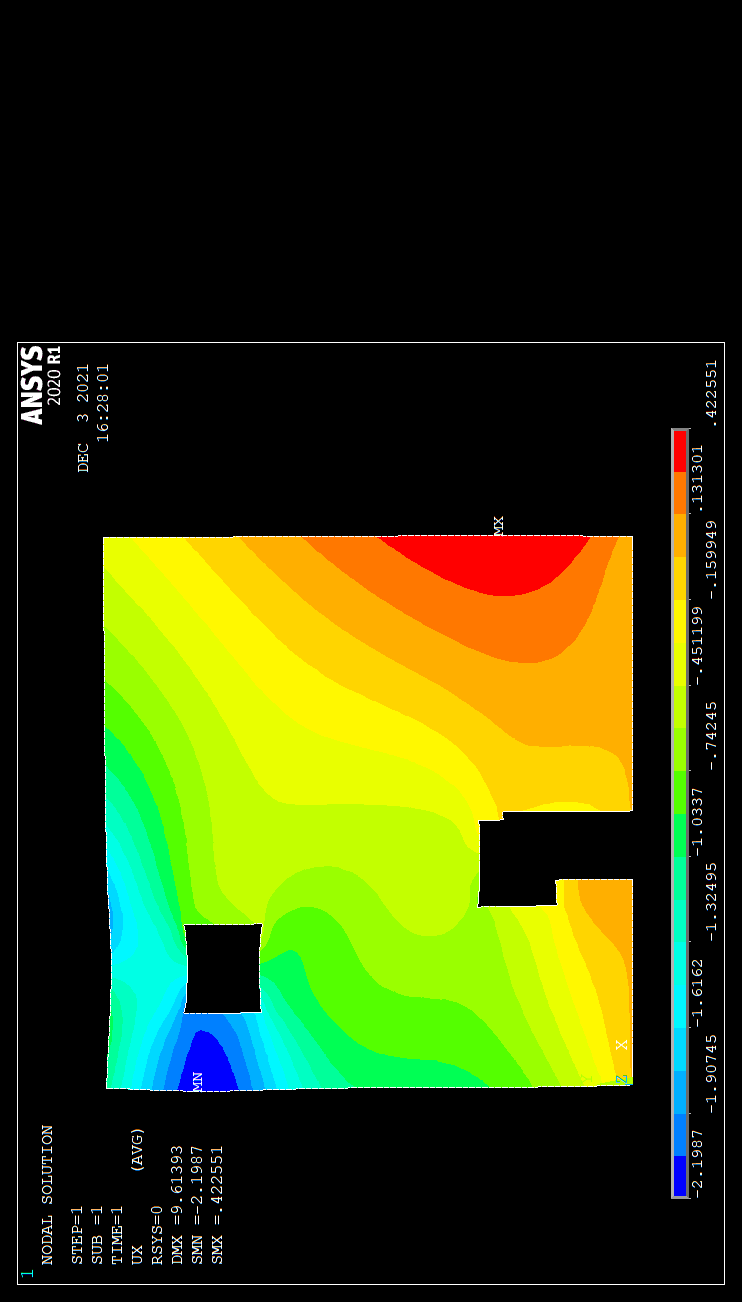 1
NODAL SOLUTION
STEP=1
SUB =1
TIME=1
UX (AVG)
RSYS=0
DMX =9.61393
SMN =-2.1987
SMX =.422551
ANSYS
2020 R1
DEC 3 2021
16:28:01
MN
MX
Z X
-2.1987
-1.90745
-1.6162
-1.32495
-1.0337
-.74245
-.451199
-.159949
.131301
.422551